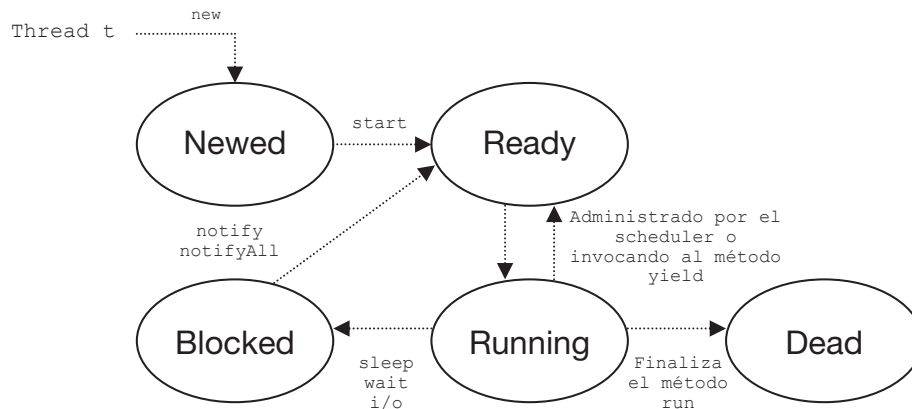 new
Thread t
start
Newed
Ready
notify
notifyAll
Administrado por el
scheduler o
invocando al método
yield
Blocked
Running
Dead
sleep
wait
i/o
Finaliza
el método
run